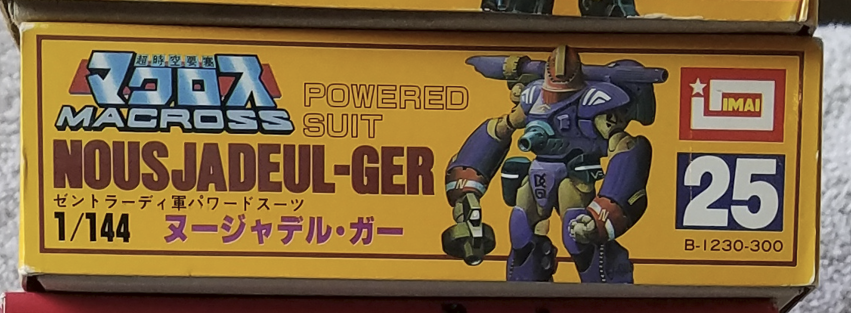 超時空要塞
マクロス
MACROSS
POWERED
SUIT
NOUSJADEUL-GER
ゼントラーディ軍パワードスーツ
1/144 ヌージャデル・ガー
IMAI
25
B-1230-300
N
N